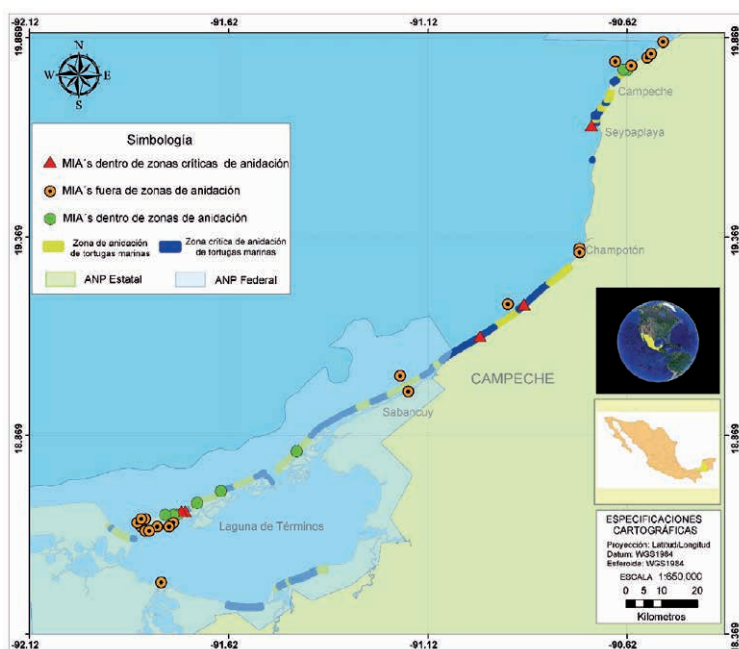 -92.12
-91.62
-91.12
-90.62
19.869
19.869
N
W E
S
Simbología
MIA´s dentro de zonas críticas de anidación
MIA´s fuera de zonas de anidación
MIA´s dentro de zonas de anidación
Zona de anidación
de tortugas marinas
Zona crítica de anidación
de tortugas marinas
ANP Estatal
ANP Federal
Campeche
Seybaplaya
19.369
19.369
Champotón
CAMPECHE
Sabancuy
18.869
18.869
Laguna de Términos
ESPECIFICACIONES
CARTOGRÁFICAS
Proyección: Latitud/Longitud
Datum: WGS1984
Esferoide: WGS1984
ESCALA 1:650,000
0 5 10 20
Kilometros
18.369
-92.12
-91.62
-91.12
-90.62